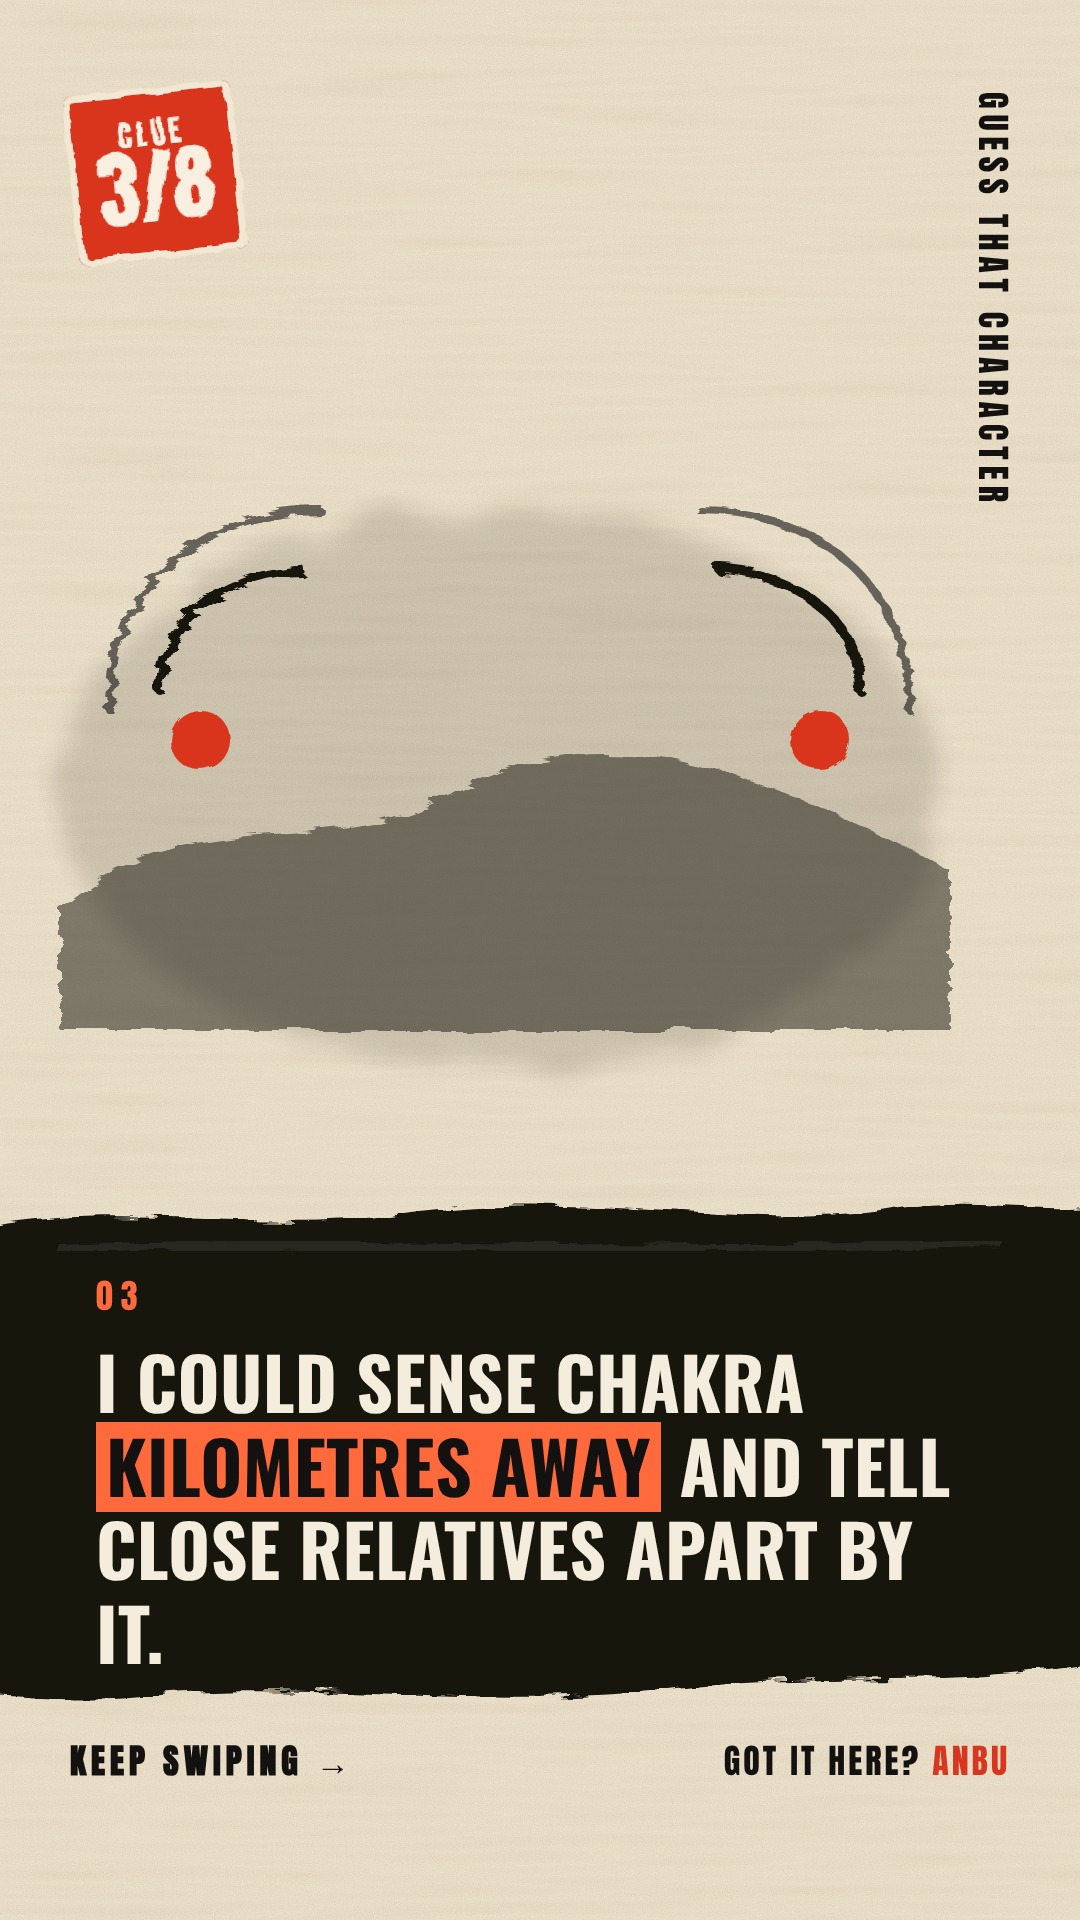 CLUE
3/8
GUESS THAT CHARACTER
03
I COULD SENSE CHAKRA
KILOMETRES AWAY AND TELL
CLOSE RELATIVES APART BY
IT.
KEEP SWIPING →
GOT IT HERE? ANBU